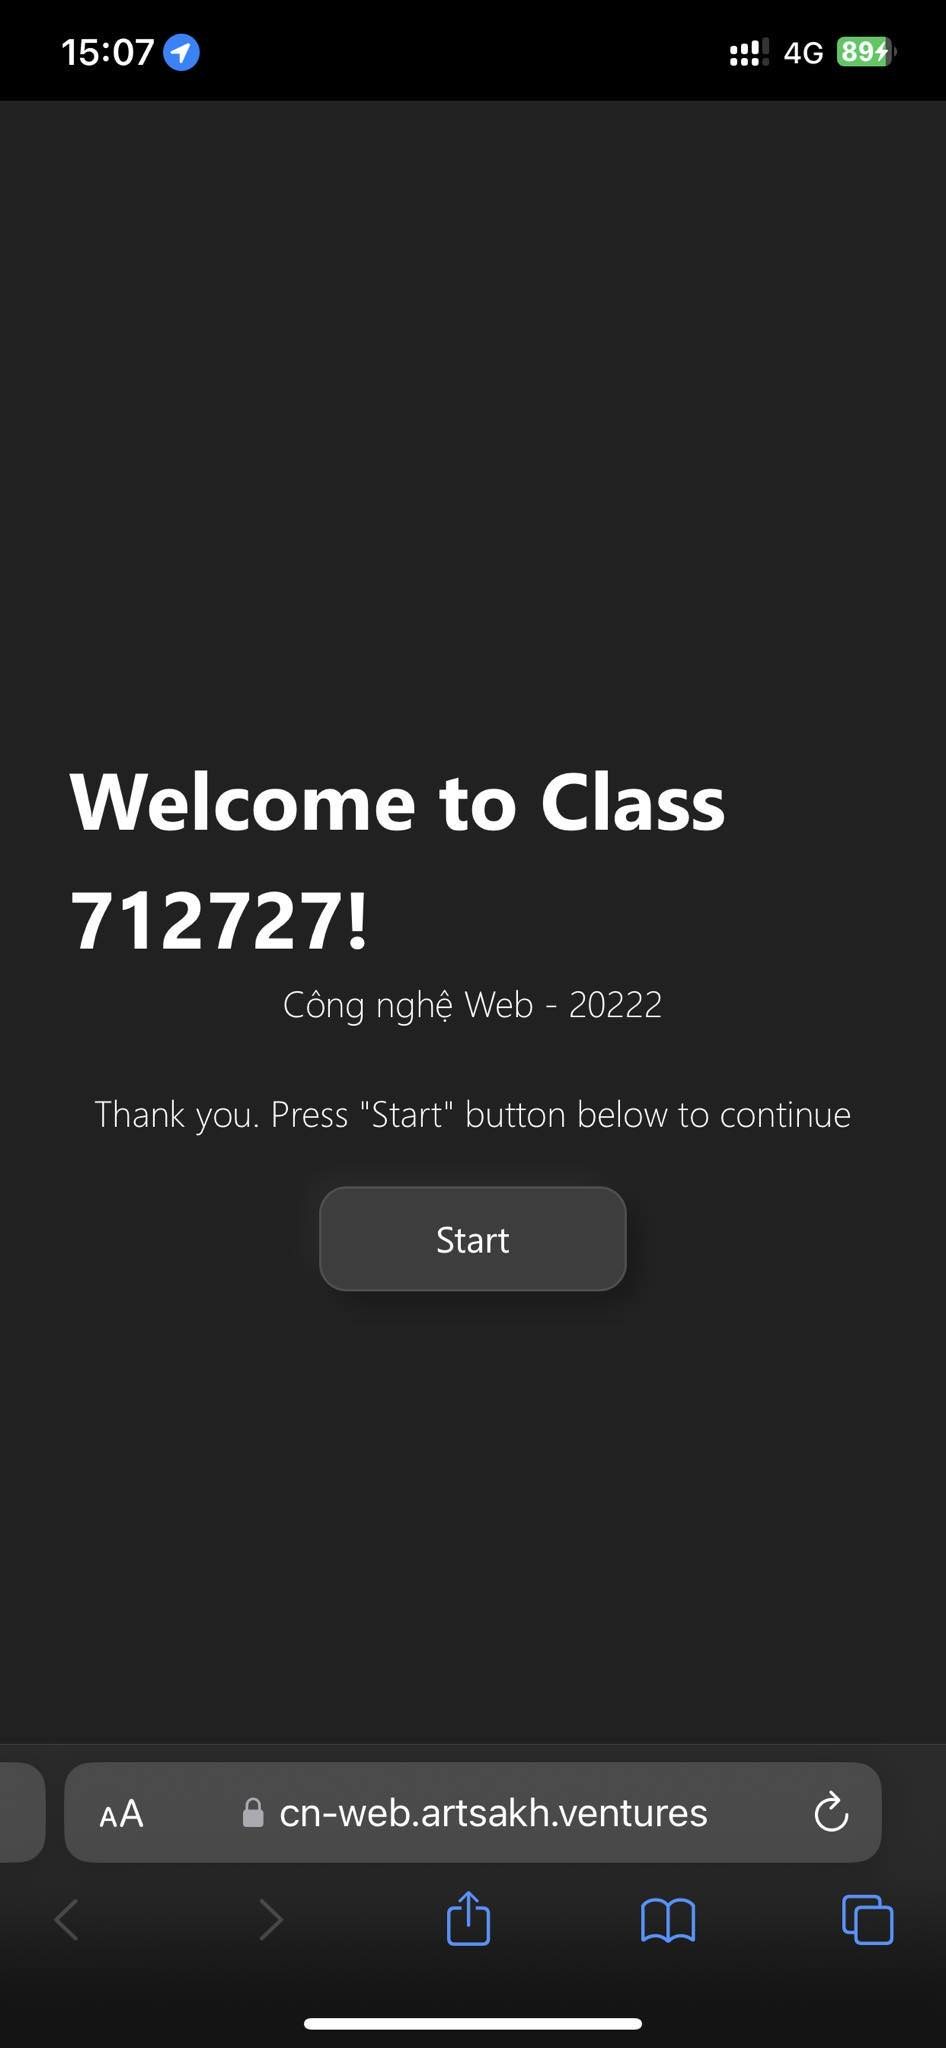 15:07
4G
89
Welcome to Class
712727!
Công nghệ Web - 20222
Thank you. Press "Start" button below to continue
Start
AA
cn-web.artsakh.ventures